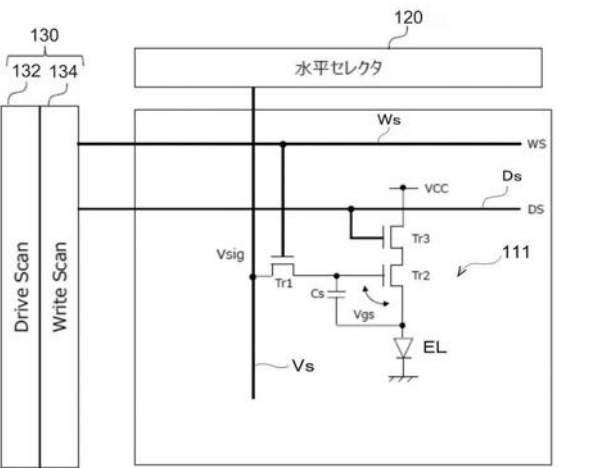 120
130
132 134
水平セレクタ
Ws
WS
Ds
VCC
DS
Tr3
Vsig
111
Tr1
Tr2
Cs
Vgs
EL
Vs
Drive Scan
Write Scan